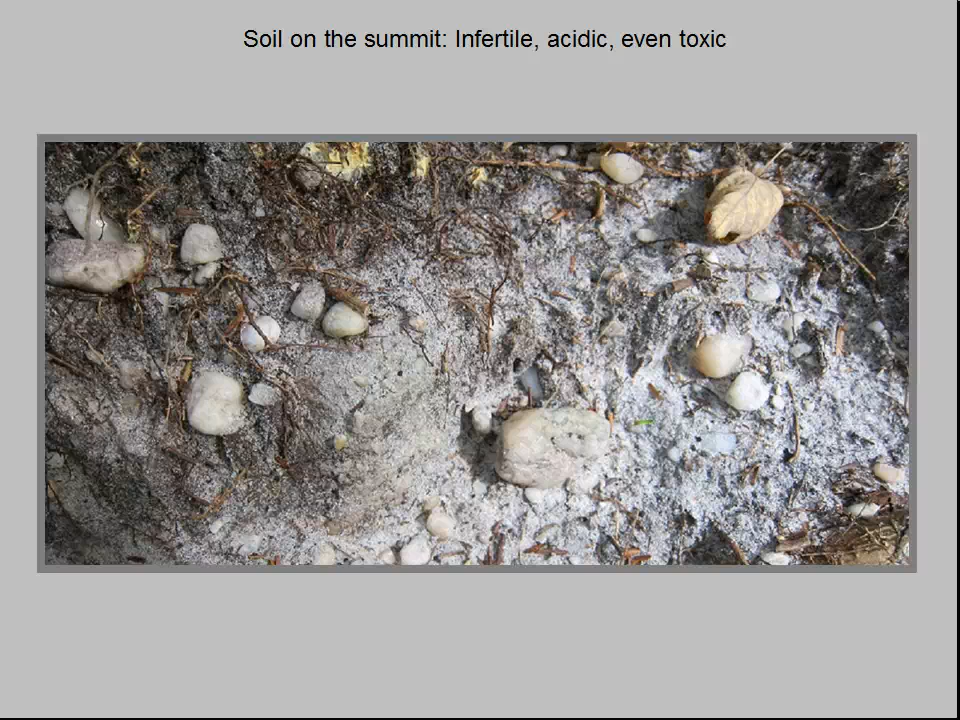 Soil on the summit: Infertile, acidic, even toxic